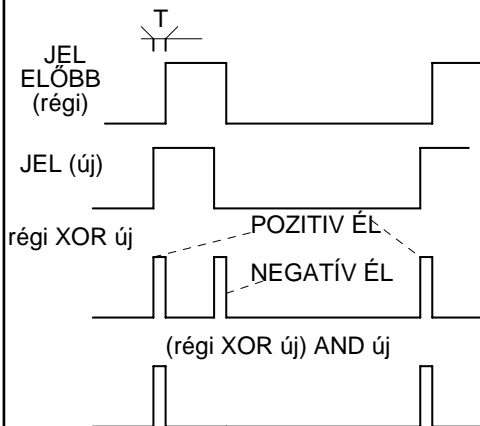 T
JEL
ELŐBB
(régi)
JEL (új)
régi XOR új
POZITIV ÉL
NEGATÍV ÉL
(régi XOR új) AND új